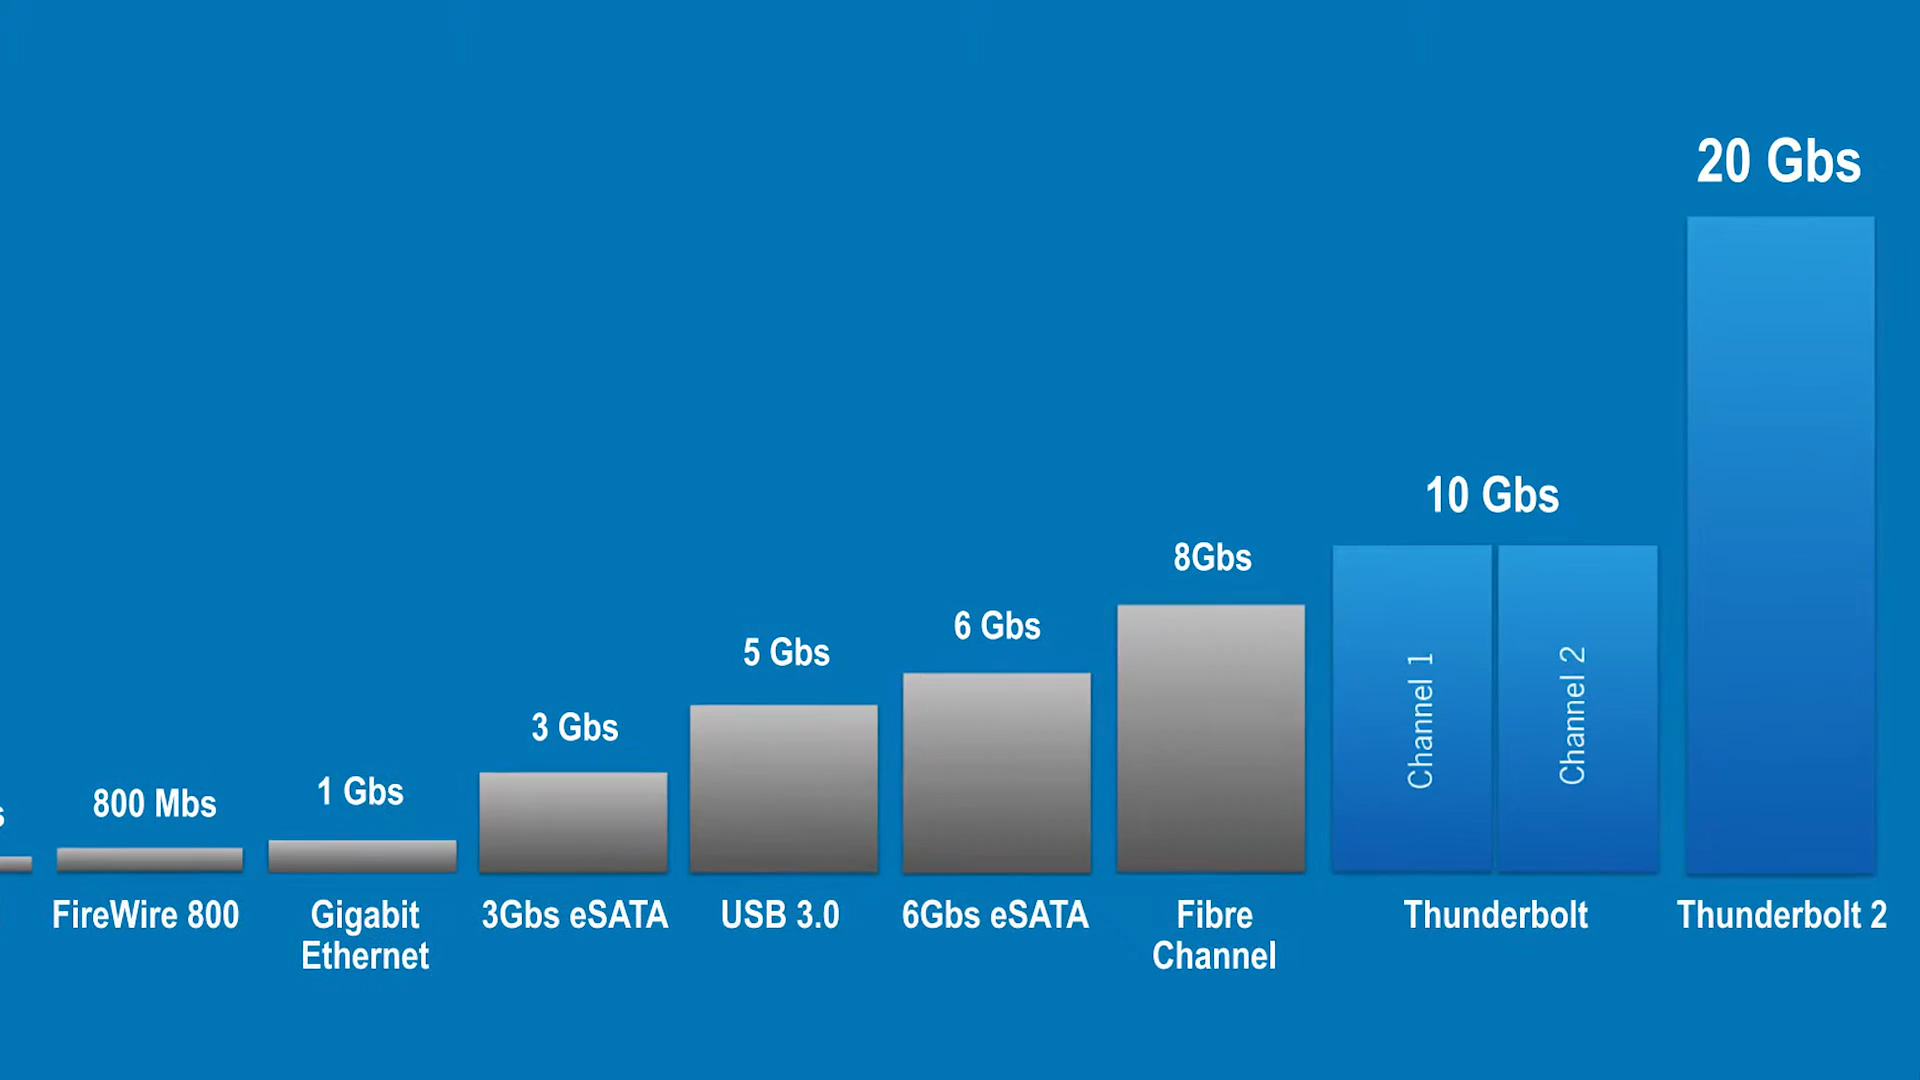 20 Gbs
10 Gbs
8Gbs
6 Gbs
5 Gbs
3 Gbs
1 Gbs
800 Mbs
Channel 1
Channel 2
FireWire 800
Gigabit
Ethernet
3Gbs eSATA
USB 3.0
6Gbs eSATA
Fibre
Channel
Thunderbolt
Thunderbolt 2